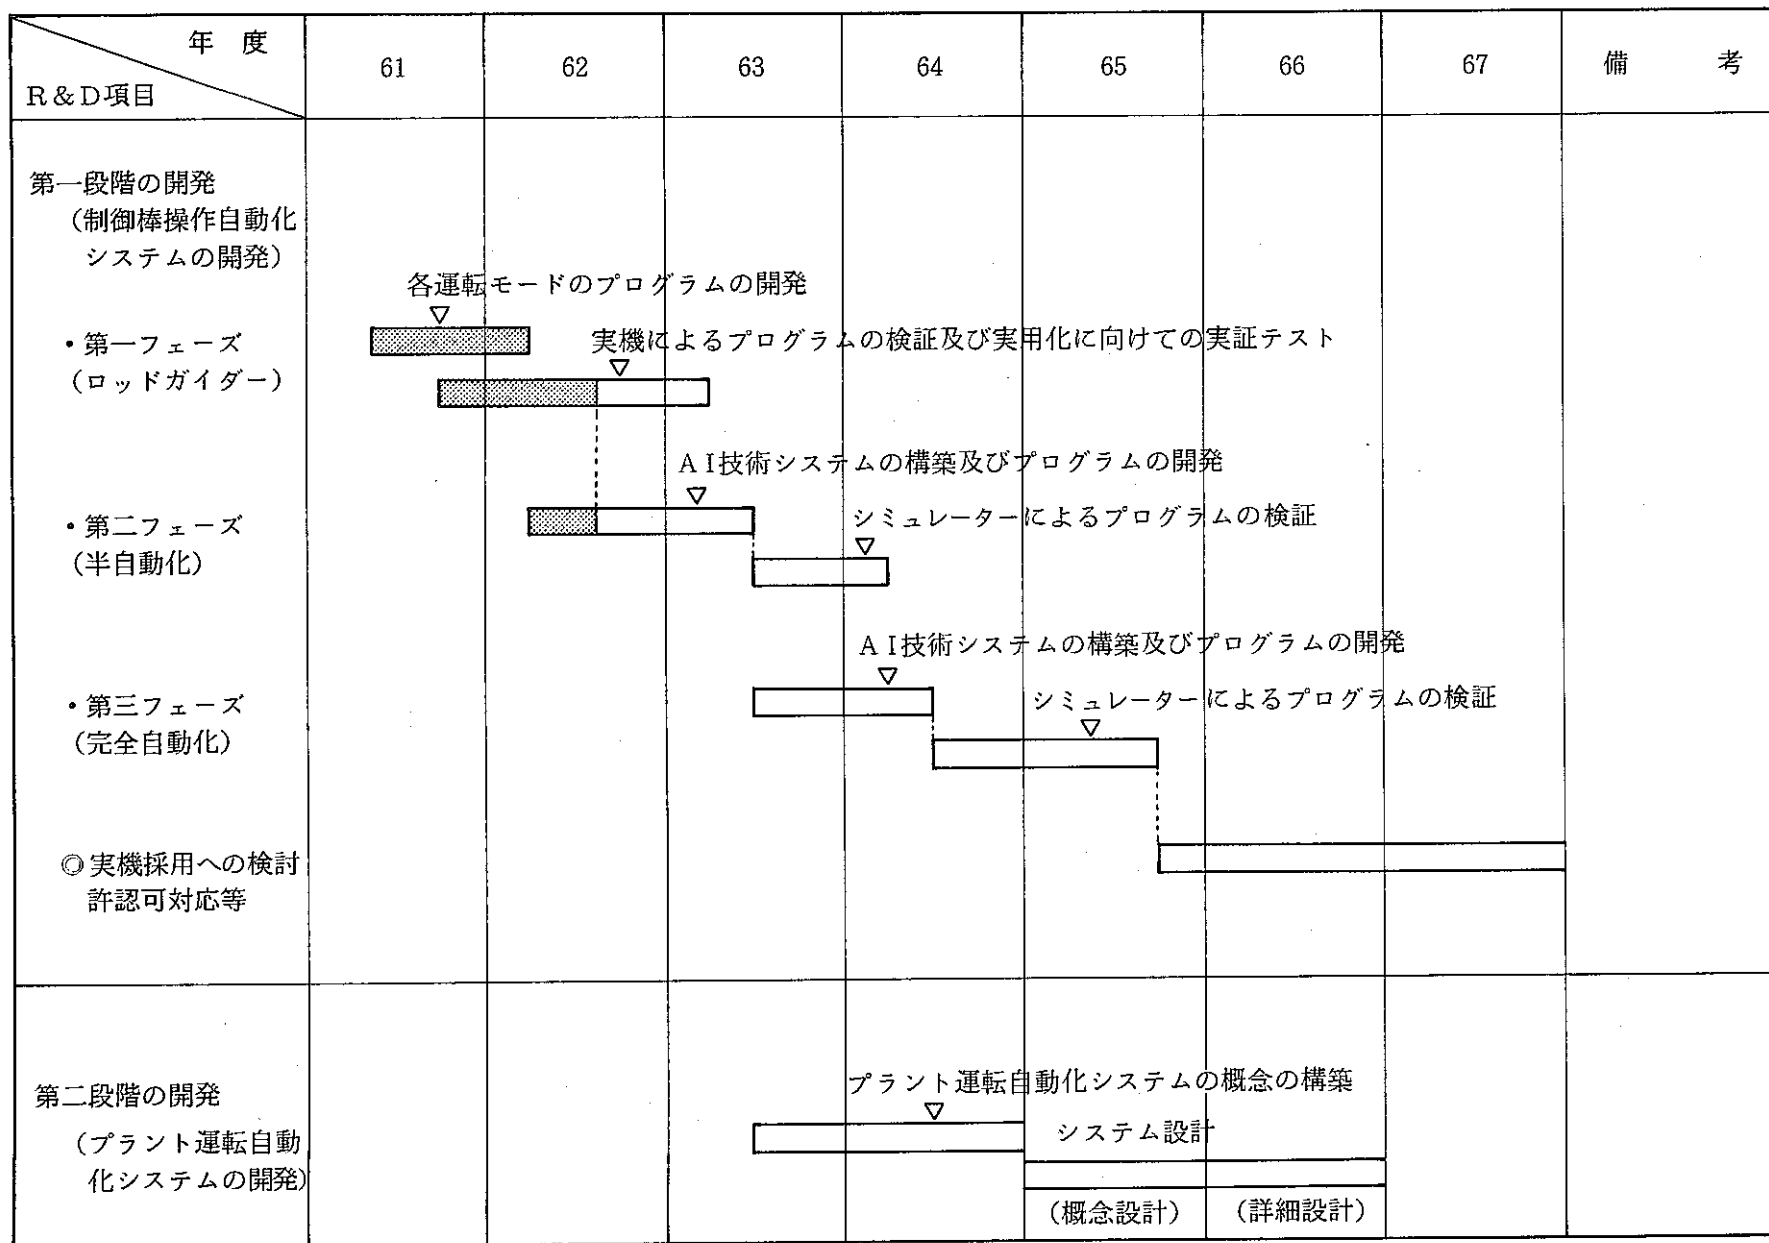 年 度
R&D項目
61
62
63
64
65
66
67
備 考
第一段階の開発
(制御棒操作自動化
システムの開発)
各運転モードのプログラムの開発
・第一フェーズ
(ロッドガイダー)
実機によるプログラムの検証及び実用化に向けての実証テスト
AI技術システムの構築及びプログラムの開発
・第二フェーズ
(半自動化)
シミュレーターによるプログラムの検証
AI技術システムの構築及びプログラムの開発
・第三フェーズ
(完全自動化)
シミュレーターによるプログラムの検証
◎実機採用への検討
許認可対応等
第二段階の開発
(プラント運転自動
化システムの開発)
プラント運転自動化システムの概念の構築
システム設計
(概念設計)
(詳細設計)